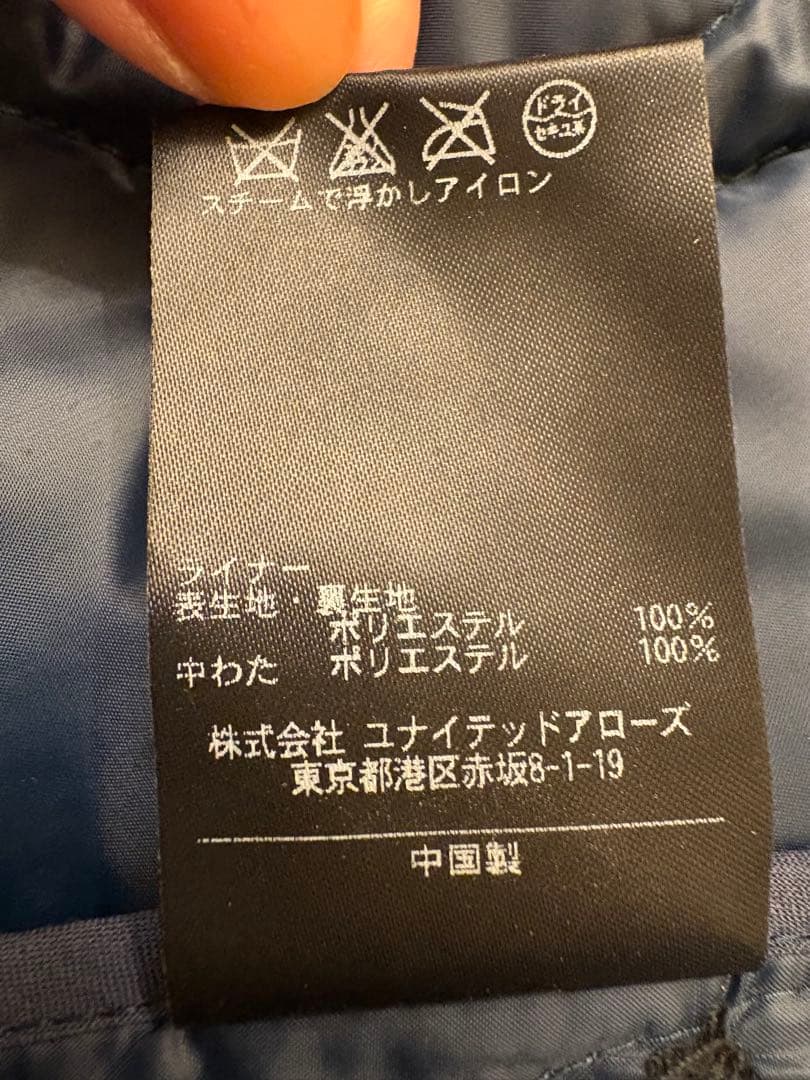 ドライ
セキユ系
スチームで浮かしアイロン
ライナー
表生地・裏生地
ポリエステル 100%
中わた ポリエステル 100%
株式会社 ユナイテッドアローズ
東京都港区赤坂8-1-19
中国製